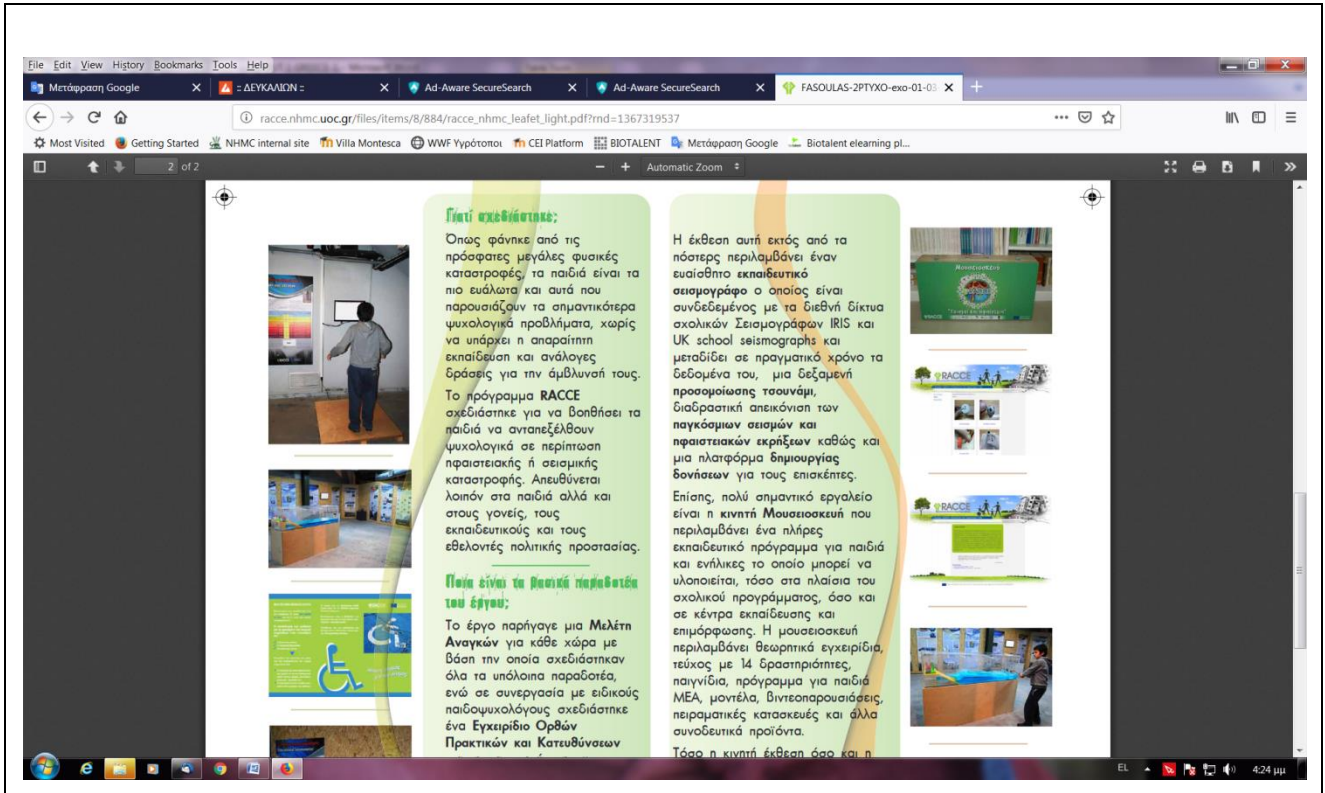 File Edit View History Bookmarks Tools Help
Μετάφραση Google
:: ΔΕΥΚΑΛΙΩΝ ::
Ad-Aware SecureSearch
Ad-Aware SecureSearch
FASOULAS-2PTYXO-exo-01-03
racce.nhmc.uoc.gr/files/items/8/884/racce_nhmc_leafet_light.pdf?rnd=1367319537
Most Visited Getting Started NHMC internal site Villa Montesca WWF Υγρότοποι CEI Platform BIOTALENT Μετάφραση Google Biotalent elearning pl...
2 of 2
Automatic Zoom
Γιατί σχεδιάστηκε;
Όπως φάνηκε από τις
πρόσφατες μεγάλες φυσικές
καταστροφές, τα παιδιά είναι τα
πιο ευάλωτα και αυτά που
παρουσιάζουν τα σημαντικότερα
ψυχολογικά προβλήματα, χωρίς
να υπάρχει η απαραίτητη
εκπαίδευση και ανάλογες
δράσεις για την άμβλυνσή τους.
Το πρόγραμμα RACCE
σχεδιάστηκε για να βοηθήσει τα
παιδιά να ανταπεξέλθουν
ψυχολογικά σε περίπτωση
ηφαιστειακής ή σεισμικής
καταστροφής. Απευθύνεται
λοιπόν στα παιδιά αλλά και
στους γονείς, τους
εκπαιδευτικούς και τους
εθελοντές πολιτικής προστασίας.
Ποια είναι τα βασικά παραδοτέα
του έργου;
Το έργο παρήγαγε μια Μελέτη
Αναγκών για κάθε χώρα με
βάση την οποία σχεδιάστηκαν
όλα τα υπόλοιπα παραδοτέα,
ενώ σε συνεργασία με ειδικούς
παιδοψυχολόγους σχεδιάστηκε
ένα Εγχειρίδιο Ορθών
Πρακτικών και Κατευθύνσεων
Η έκθεση αυτή εκτός από τα
πόστερς περιλαμβάνει έναν
ευαίσθητο εκπαιδευτικό
σεισμογράφο ο οποίος είναι
συνδεδεμένος με τα διεθνή δίκτυα
σχολικών Σεισμογράφων IRIS και
UK school seismographs και
μεταδίδει σε πραγματικό χρόνο τα
δεδομένα του, μια δεξαμενή
προσομοίωσης τσουνάμι,
διαδραστική απεικόνιση των
παγκόσμιων σεισμών και
ηφαιστειακών εκρήξεων καθώς και
μια πλατφόρμα δημιουργίας
δονήσεων για τους επισκέπτες.
Επίσης, πολύ σημαντικό εργαλείο
είναι η κινητή Μουσειοσκευή που
περιλαμβάνει ένα πλήρες
εκπαιδευτικό πρόγραμμα για παιδιά
και ενήλικες το οποίο μπορεί να
υλοποιείται, τόσο στα πλαίσια του
σχολικού προγράμματος, όσο και
σε κέντρα εκπαίδευσης και
επιμόρφωσης. Η μουσειοσκευή
περιλαμβάνει θεωρητικά εγχειρίδια,
τεύχος με 14 δραστηριότητες,
παιγνίδια, πρόγραμμα για παιδιά
ΜΕΑ, μοντέλα, βιντεοπαρουσιάσεις,
πειραματικές κατασκευές και άλλα
συνοδευτικά προϊόντα.
Τόσο η κινητή έκθεση όσο και η
Μουσειοσκευή
RACCE
RACCE
EL
4:24 μμ